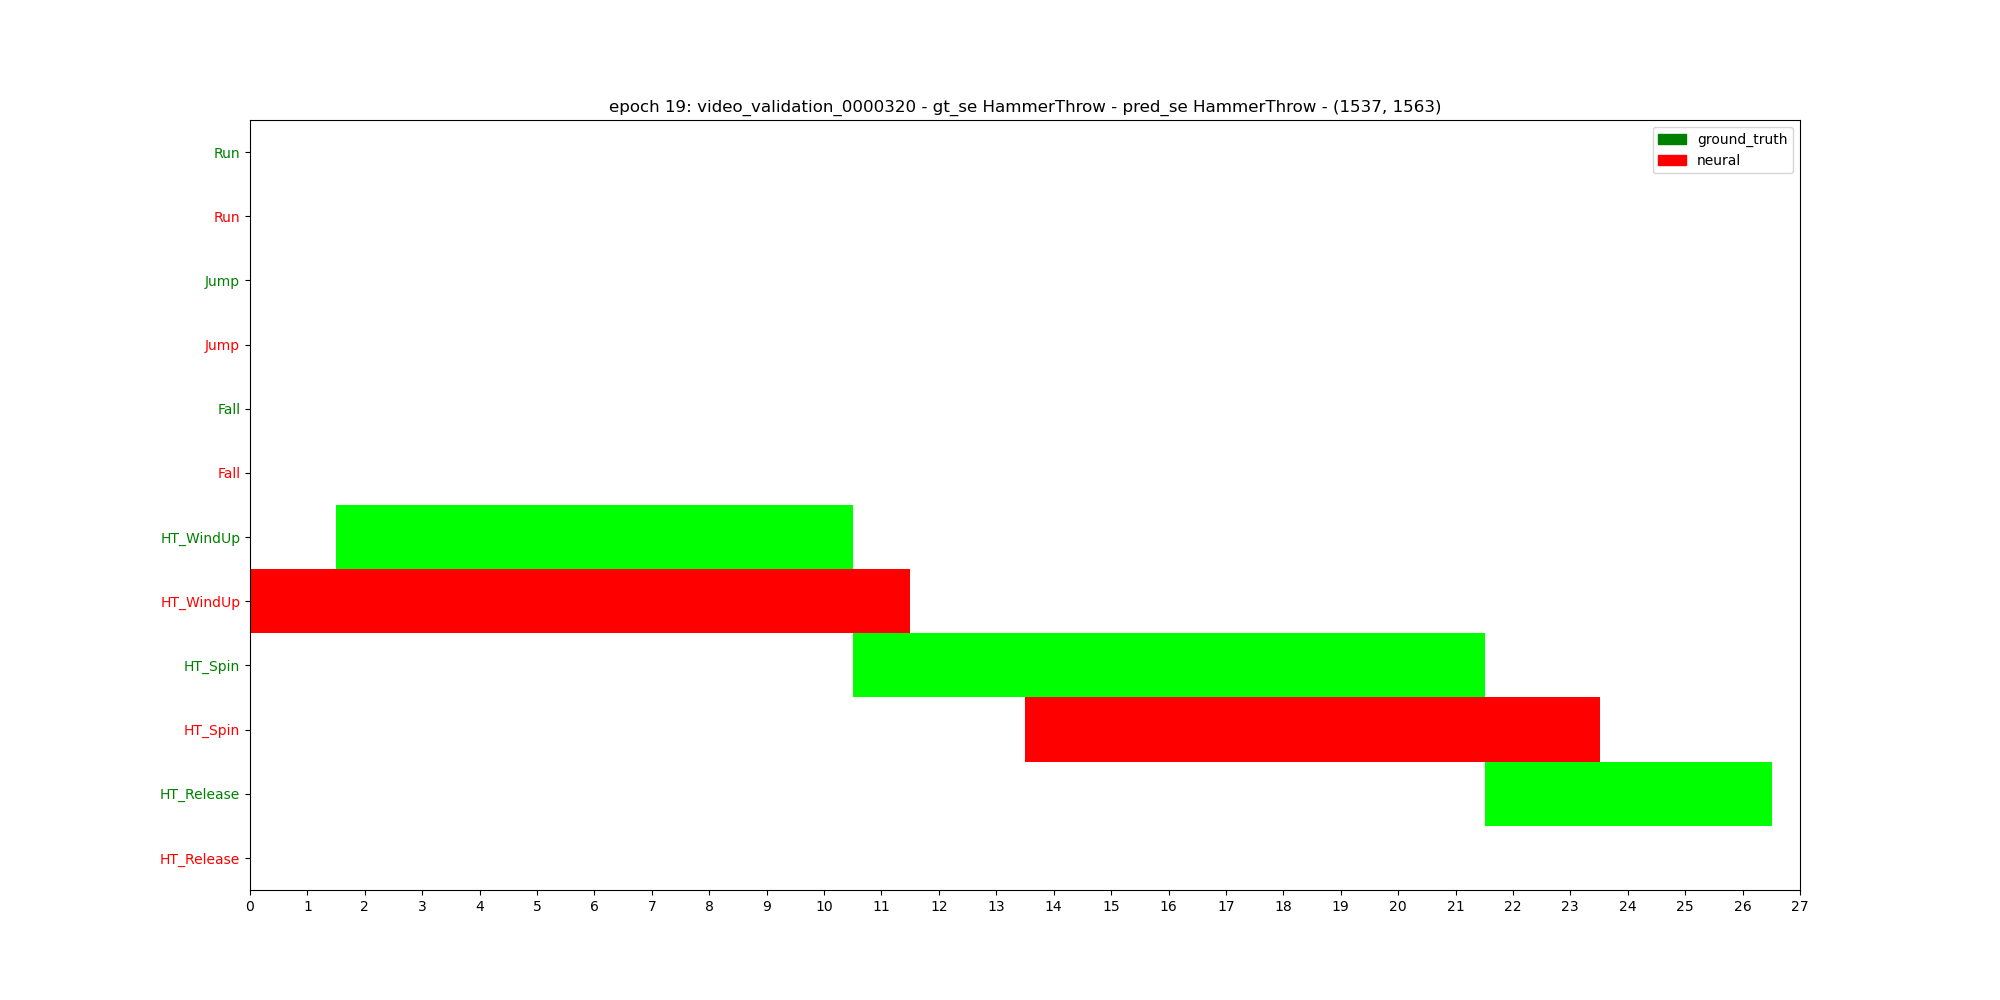 epoch 19: video_validation_0000320 - gt_se HammerThrow - pred_se HammerThrow - (1537, 1563)
ground_truth
neural
Run
Run
Jump
Jump
Fall
Fall
HT_WindUp
HT_WindUp
HT_Spin
HT_Spin
HT_Release
HT_Release
0 1 2 3 4 5 6 7 8 9 10 11 12 13 14 15 16 17 18 19 20 21 22 23 24 25 26 27